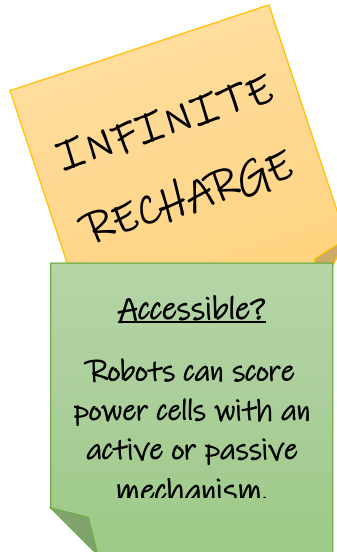 INFINITE
RECHARGE
Accessible?
Robots can score
power cells with an
active or passive
mechanism.